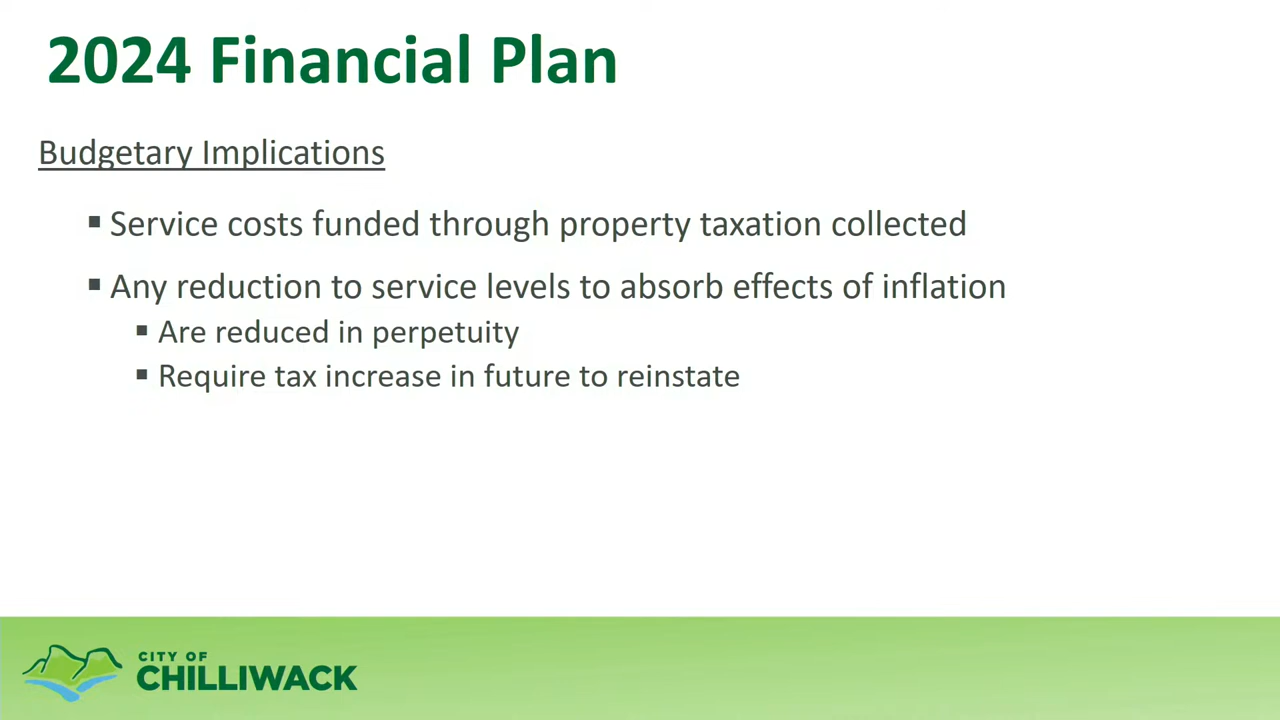 2024 Financial Plan
Budgetary Implications
▪ Service costs funded through property taxation collected
▪ Any reduction to service levels to absorb effects of inflation
▪ Are reduced in perpetuity
▪ Require tax increase in future to reinstate
CITY OF
CHILLIWACK